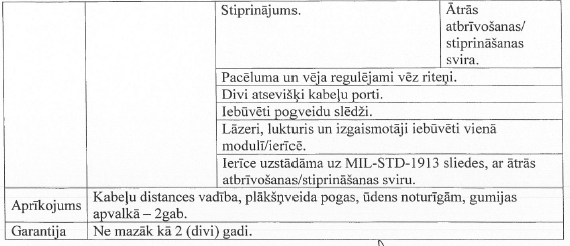 Stiprinājums.
Ātrās
atbrīvošanas/
stiprināšanas
svira.
Pacēluma un vēja regulējami vēz riteņi.
Divi atsevišķi kabeļu porti.
Iebūvēti pogveidu slēdži.
Lāzeri, lukturis un izgaismotāji iebūvēti vienā
modulī/ierīcē.
Ierīce uzstādāma uz MIL-STD-1913 sliedes, ar ātrās
atbrīvošanas/stiprināšanas sviru.
Aprīkojums
Kabeļu distances vadība, plākšņveida pogas, ūdens noturīgām, gumijas
apvalkā – 2gab.
Garantija
Ne mazāk kā 2 (divi) gadi.